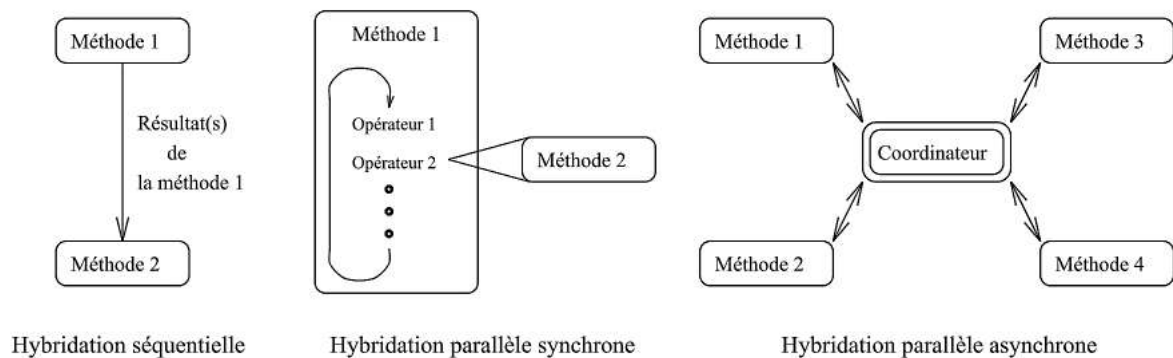 Méthode 1
Résultat(s)
de
la méthode 1
Méthode 2
Hybridation séquentielle
Méthode 1
Opérateur 1
Opérateur 2
Méthode 2
Hybridation parallèle synchrone
Méthode 1
Méthode 3
Coordinateur
Méthode 2
Méthode 4
Hybridation parallèle asynchrone